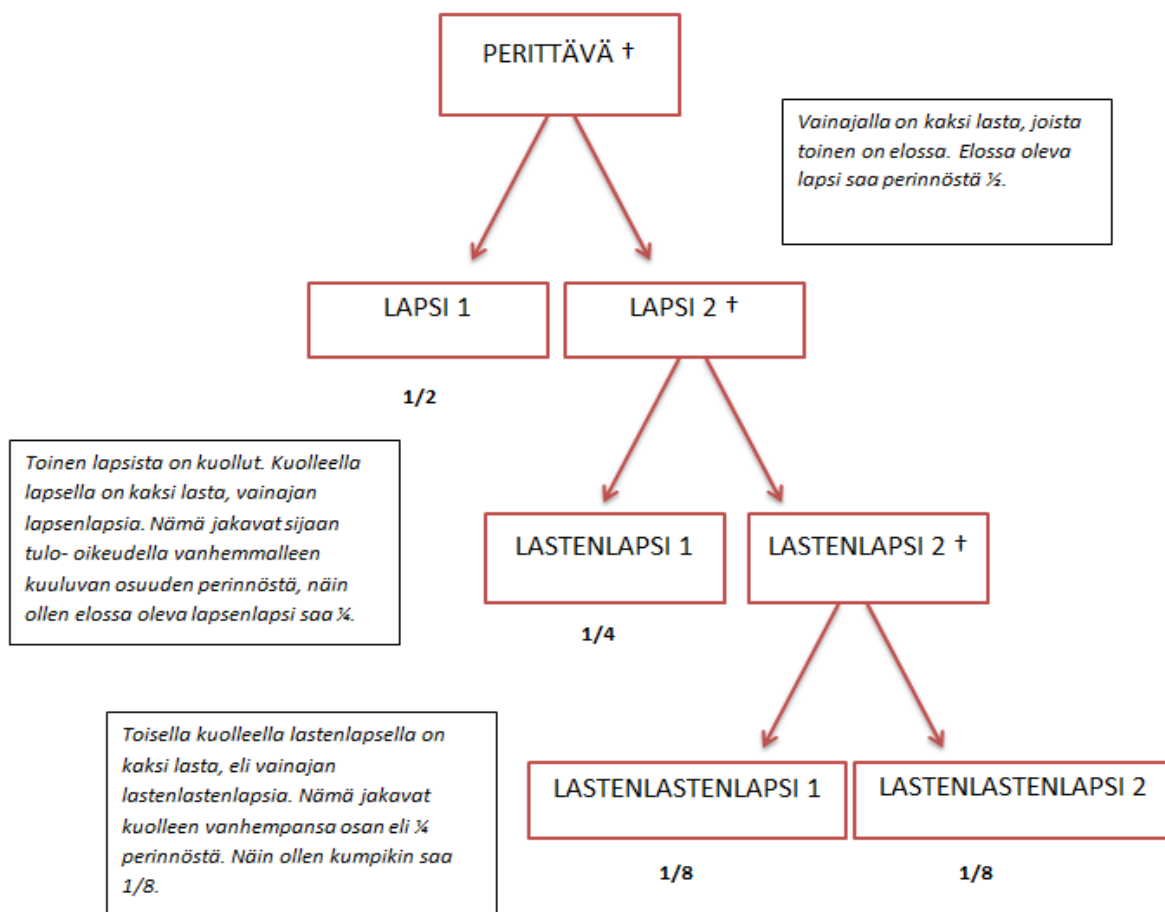 PERITTÄVÄ †
Vainajalla on kaksi lasta, joista
toinen on elossa. Elossa oleva
lapsi saa perinnöstä ½.
LAPSI 1
LAPSI 2 †
1/2
Toinen lapsista on kuollut. Kuolleella
lapsella on kaksi lasta, vainajan
lapsenlapsia. Nämä jakavat sijaan
tulo- oikeudella vanhemmalleen
kuuluvan osuuden perinnöstä, näin
ollen elossa oleva lapsenlapsi saa ¼.
LASTENLAPSI 1
LASTENLAPSI 2 †
1/4
Toisella kuolleella lastenlapsella on
kaksi lasta, eli vainajan
lastenlastenlapsia. Nämä jakavat
kuolleen vanhempansa osan eli ¼
perinnöstä. Näin ollen kumpikin saa
1/8.
LASTENLASTENLAPSI 1
LASTENLASTENLAPSI 2
1/8
1/8